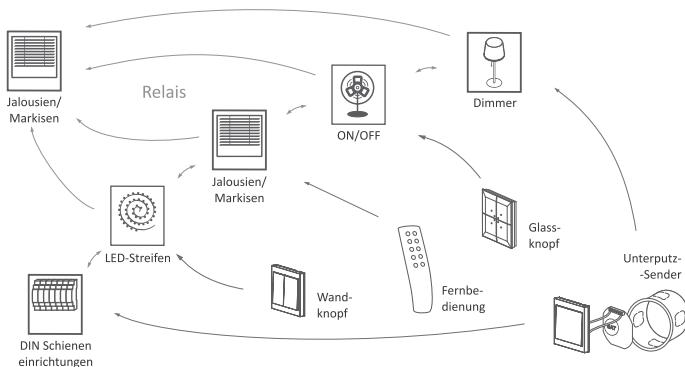 Jalousien/
Markisen
Relais
Dimmer
ON/OFF
Jalousien/
Markisen
Glass-
knopf
LED-Streifen
Unterputz-
-Sender
Wand-
knopf
Fernbe-
dienung
BAT
DIN Schienen
einrichtungen